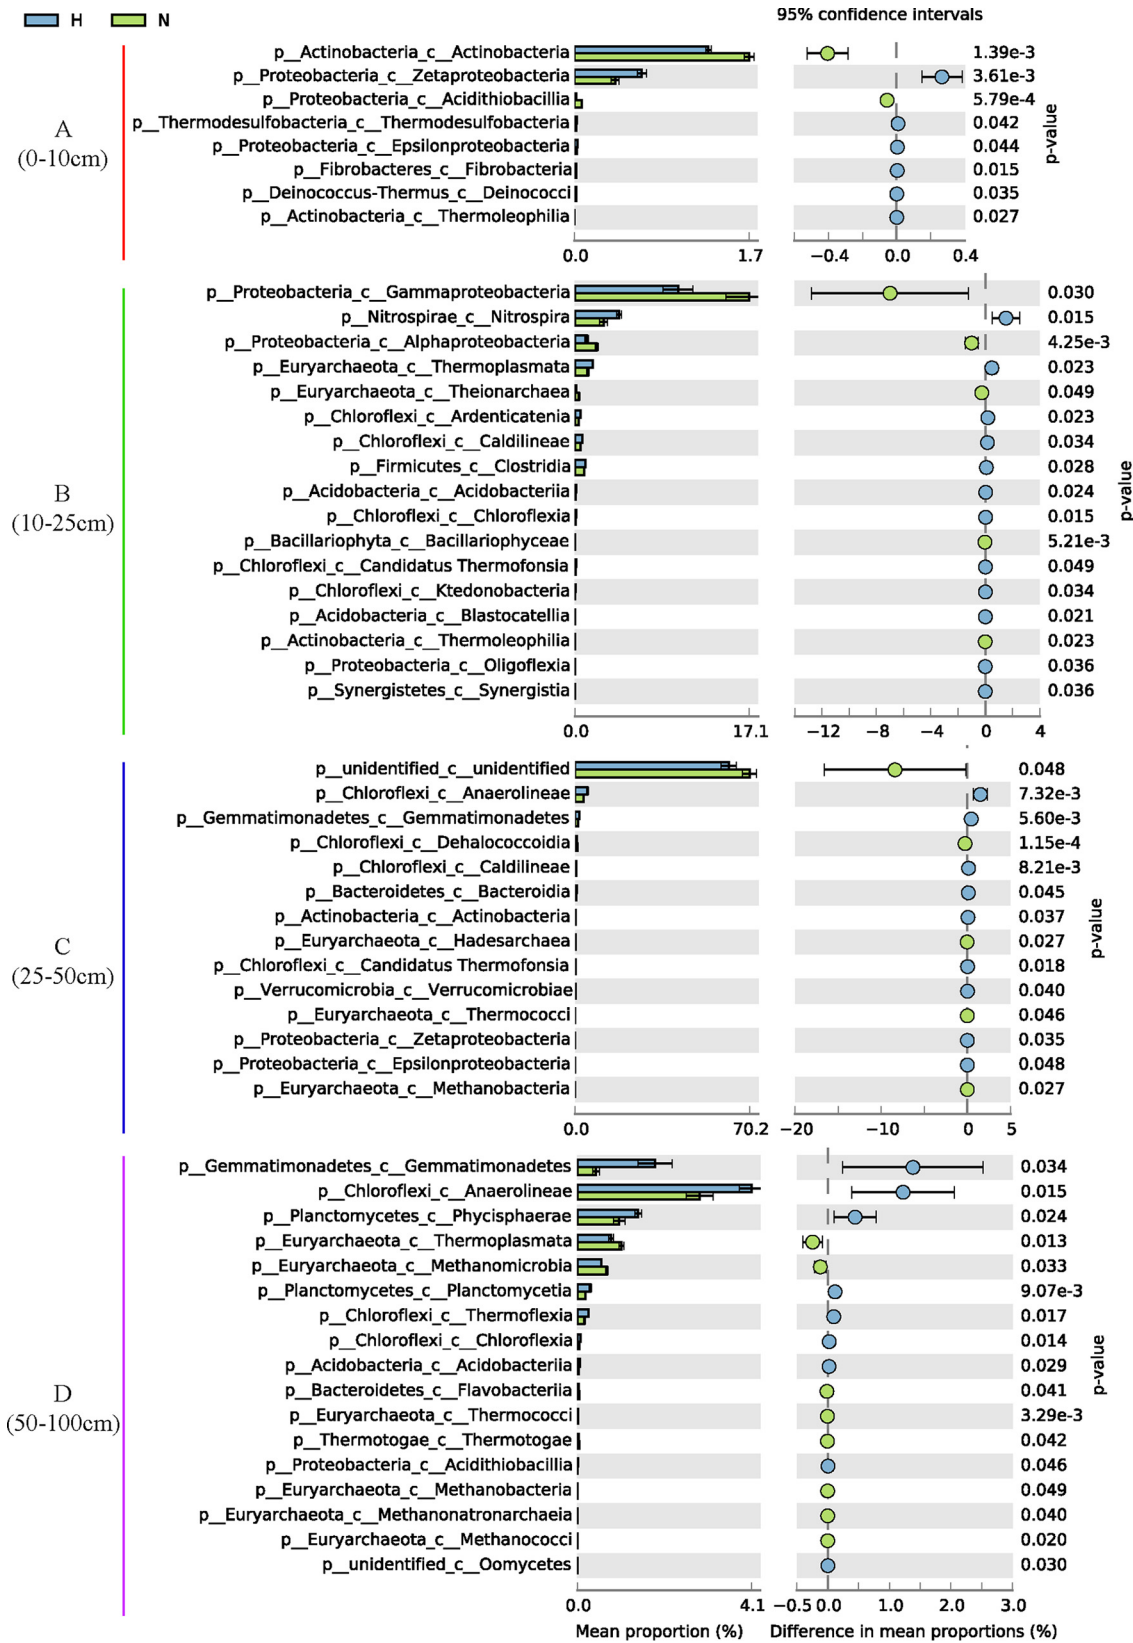 H N
95% confidence intervals
A
(0-10cm)
p__Actinobacteria_c__Actinobacteria 1.39e-3
p__Proteobacteria_c__Zetaproteobacteria 3.61e-3
p__Proteobacteria_c__Acidithiobacillia 5.79e-4
p__Thermodesulfobacteria_c__Thermodesulfobacteria 0.042
p__Proteobacteria_c__Epsilonproteobacteria 0.044
p__Fibrobacteres_c__Fibrobacteria 0.015
p__Deinococcus-Thermus_c__Deinococci 0.035
p__Actinobacteria_c__Thermoleophilia 0.027
p-value
0.0 1.7 −0.4 0.0 0.4
B
(10-25cm)
p__Proteobacteria_c__Gammaproteobacteria 0.030
p__Nitrospirae_c__Nitrospira 0.015
p__Proteobacteria_c__Alphaproteobacteria 4.25e-3
p__Euryarchaeota_c__Thermoplasmata 0.023
p__Euryarchaeota_c__Theionarchaea 0.049
p__Chloroflexi_c__Ardenticatenia 0.023
p__Chloroflexi_c__Caldilineae 0.034
p__Firmicutes_c__Clostridia 0.028
p__Acidobacteria_c__Acidobacteriia 0.024
p__Chloroflexi_c__Chloroflexia 0.015
p__Bacillariophyta_c__Bacillariophyceae 5.21e-3
p__Chloroflexi_c__Candidatus Thermofonsia 0.049
p__Chloroflexi_c__Ktedonobacteria 0.034
p__Acidobacteria_c__Blastocatellia 0.021
p__Actinobacteria_c__Thermoleophilia 0.023
p__Proteobacteria_c__Oligoflexia 0.036
p__Synergistetes_c__Synergistia 0.036
p-value
0.0 17.1 −12 −8 −4 0 4
C
(25-50cm)
p__unidentified_c__unidentified 0.048
p__Chloroflexi_c__Anaerolineae 7.32e-3
p__Gemmatimonadetes_c__Gemmatimonadetes 5.60e-3
p__Chloroflexi_c__Dehalococcoidia 1.15e-4
p__Chloroflexi_c__Caldilineae 8.21e-3
p__Bacteroidetes_c__Bacteroidia 0.045
p__Actinobacteria_c__Actinobacteria 0.037
p__Euryarchaeota_c__Hadesarchaea 0.027
p__Chloroflexi_c__Candidatus Thermofonsia 0.018
p__Verrucomicrobia_c__Verrucomicrobiae 0.040
p__Euryarchaeota_c__Thermococci 0.046
p__Proteobacteria_c__Zetaproteobacteria 0.035
p__Proteobacteria_c__Epsilonproteobacteria 0.048
p__Euryarchaeota_c__Methanobacteria 0.027
p-value
0.0 70.2 −20 −10 0 5
D
(50-100cm)
p__Gemmatimonadetes_c__Gemmatimonadetes 0.034
p__Chloroflexi_c__Anaerolineae 0.015
p__Planctomycetes_c__Phycisphaerae 0.024
p__Euryarchaeota_c__Thermoplasmata 0.013
p__Euryarchaeota_c__Methanomicrobia 0.033
p__Planctomycetes_c__Planctomycetia 9.07e-3
p__Chloroflexi_c__Thermoflexia 0.017
p__Chloroflexi_c__Chloroflexia 0.014
p__Acidobacteria_c__Acidobacteriia 0.029
p__Bacteroidetes_c__Flavobacteriia 0.041
p__Euryarchaeota_c__Thermococci 3.29e-3
p__Thermotogae_c__Thermotogae 0.042
p__Proteobacteria_c__Acidithiobacillia 0.046
p__Euryarchaeota_c__Methanobacteria 0.049
p__Euryarchaeota_c__Methanonatronarchaeia 0.040
p__Euryarchaeota_c__Methanococci 0.020
p__unidentified_c__Oomycetes 0.030
p-value
0.0 4.1 −0.5 0.0 1.0 2.0 3.0
Mean proportion (%) Difference in mean proportions (%)